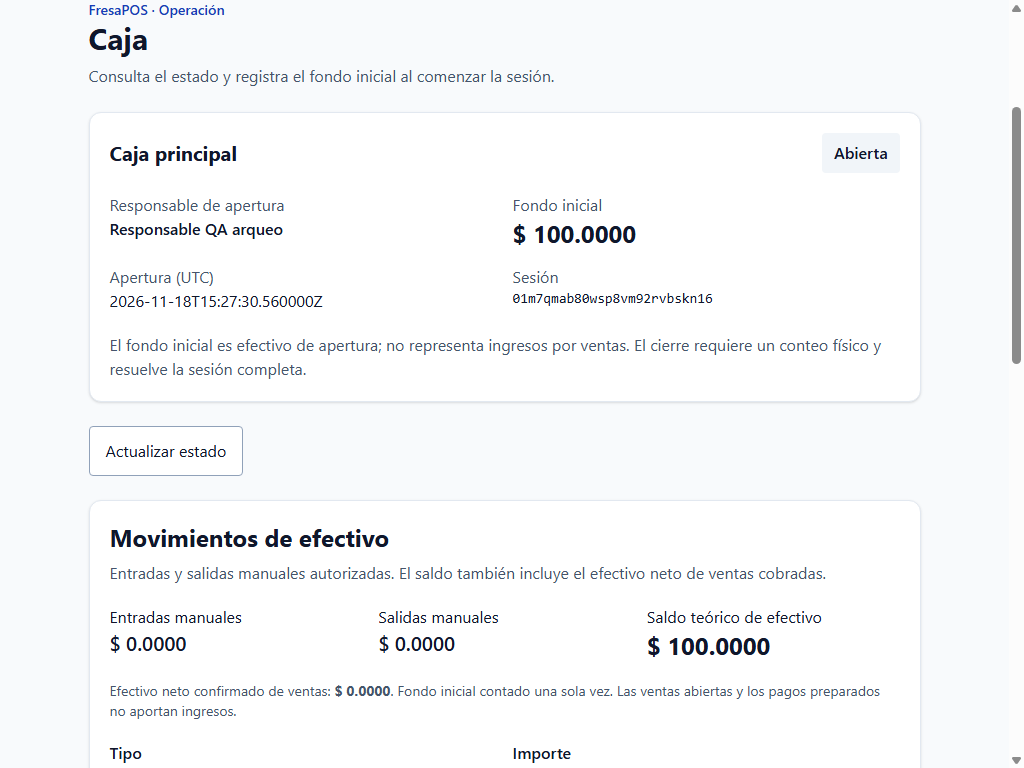 FresaPOS · Operación
Caja
Consulta el estado y registra el fondo inicial al comenzar la sesión.
Caja principal
Abierta
Responsable de apertura
Responsable QA arqueo
Fondo inicial
$ 100.0000
Apertura (UTC)
2026-11-18T15:27:30.560000Z
Sesión
01m7qmab80wsp8vm92rvbskn16
El fondo inicial es efectivo de apertura; no representa ingresos por ventas. El cierre requiere un conteo físico y
resuelve la sesión completa.
Actualizar estado
Movimientos de efectivo
Entradas y salidas manuales autorizadas. El saldo también incluye el efectivo neto de ventas cobradas.
Entradas manuales
$ 0.0000
Salidas manuales
$ 0.0000
Saldo teórico de efectivo
$ 100.0000
Efectivo neto confirmado de ventas: $ 0.0000. Fondo inicial contado una sola vez. Las ventas abiertas y los pagos preparados
no aportan ingresos.
Tipo
Importe